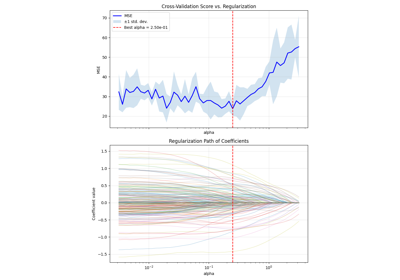 Cross-Validation Score vs. Regularization
MSE
±1 std. dev.
Best alpha = 2.50e-01
70
60
50
40
30
20
MSE
alpha
Regularization Path of Coefficients
1.5
1.0
0.5
0.0
−0.5
−1.0
−1.5
Coefficient value
10⁻² 10⁻¹ 10⁰
alpha